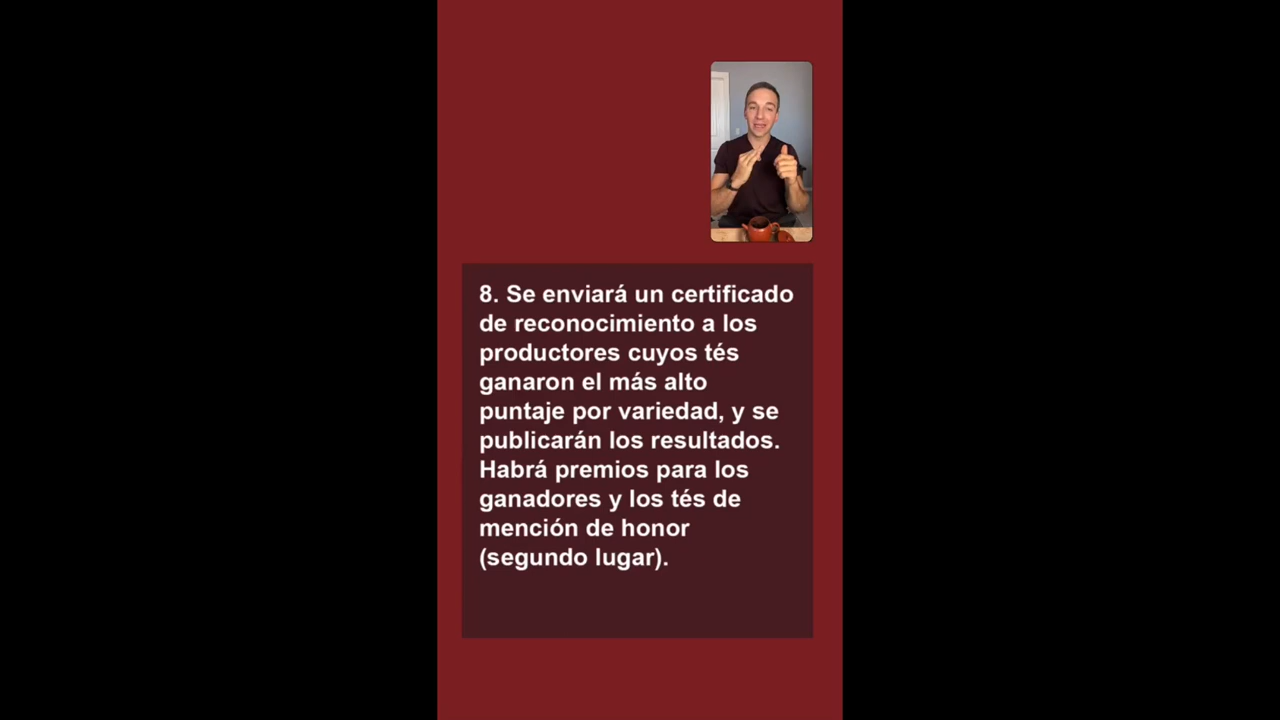 8. Se enviará un certificado
de reconocimiento a los
productores cuyos tés
ganaron el más alto
puntaje por variedad, y se
publicarán los resultados.
Habrá premios para los
ganadores y los tés de
mención de honor
(segundo lugar).